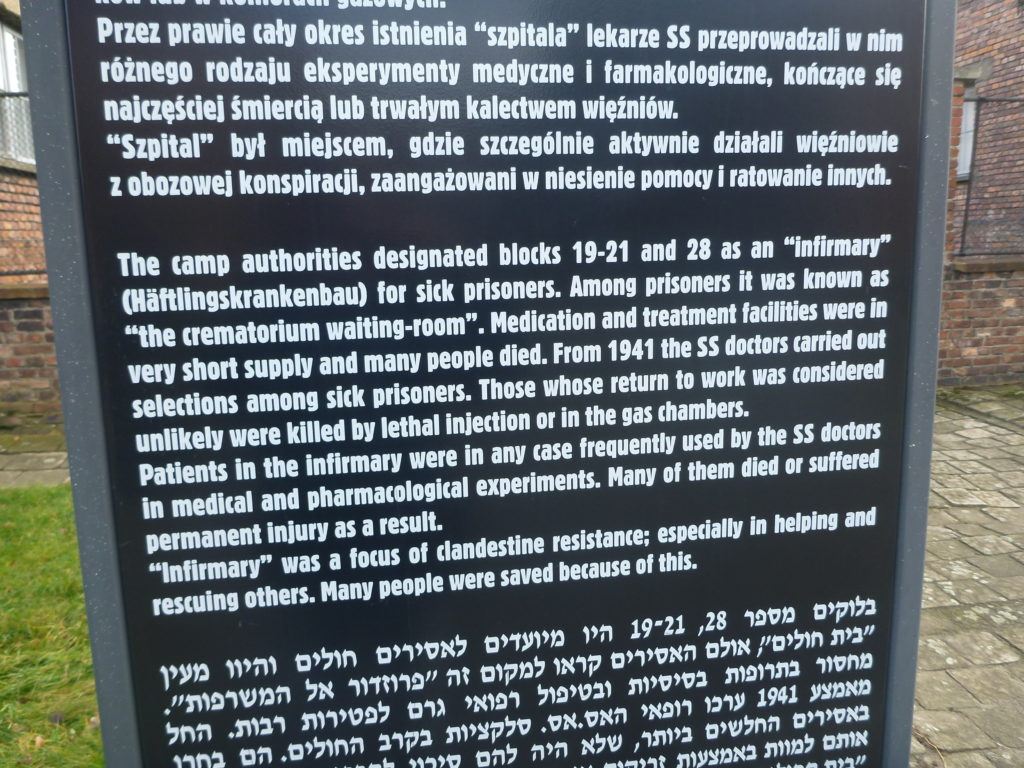 ków lub w komorach gazowych.
Przez prawie cały okres istnienia “szpitala” lekarze SS przeprowadzali w nim
różnego rodzaju eksperymenty medyczne i farmakologiczne, kończące się
najczęściej śmiercią lub trwałym kalectwem więźniów.
“Szpital” był miejscem, gdzie szczególnie aktywnie działali więźniowie
z obozowej konspiracji, zaangażowani w niesienie pomocy i ratowanie innych.
The camp authorities designated blocks 19-21 and 28 as an “infirmary”
(Häftlingskrankenbau) for sick prisoners. Among prisoners it was known as
“the crematorium waiting-room”. Medication and treatment facilities were in
very short supply and many people died. From 1941 the SS doctors carried out
selections among sick prisoners. Those whose return to work was considered
unlikely were killed by lethal injection or in the gas chambers.
Patients in the infirmary were in any case frequently used by the SS doctors
in medical and pharmacological experiments. Many of them died or suffered
permanent injury as a result.
“Infirmary” was a focus of clandestine resistance; especially in helping and
rescuing others. Many people were saved because of this.
בלוקים מספר 28, 19-21 היו מיועדים לאסירים חולים והיוו מעין
״בית חולים״, אולם האסירים קראו למקום זה ״פרוזדור אל המשרפות״.
מחסור בתרופות בסיסיות ובטיפול רפואי גרם לפטירות רבות. החל
מאמצע 1941 ערכו רופאי האס.אס. סלקציות בקרב החולים. הם בחרו
באסירים החלשים ביותר, שלא היה להם סיכוי
אותם למוות באמצעות